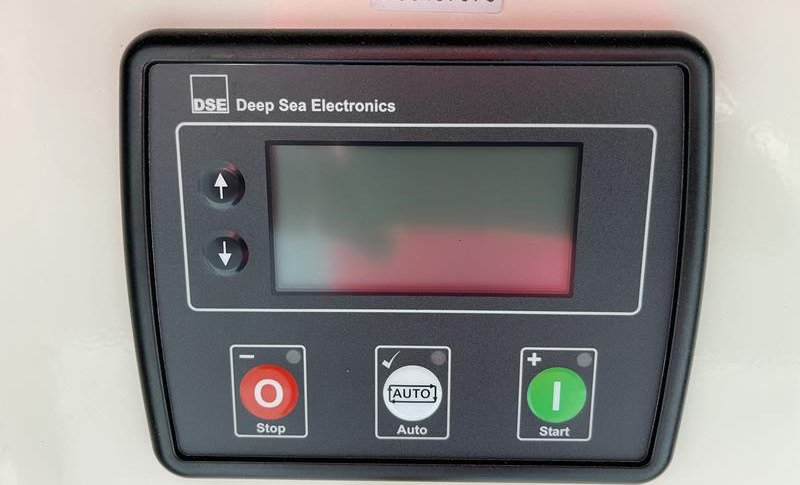 DSE Deep Sea Electronics
− ✓ +
O AUTO I
Stop Auto Start